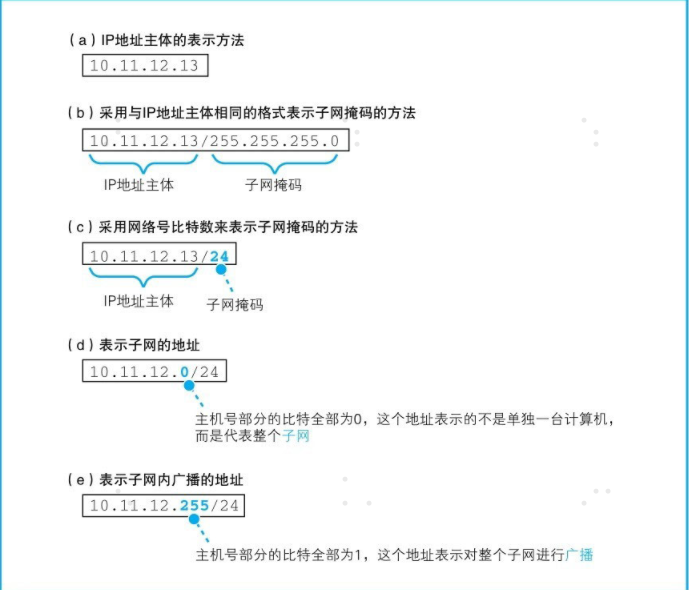 (a)IP地址主体的表示方法
10.11.12.13
(b)采用与IP地址主体相同的格式表示子网掩码的方法
10.11.12.13/255.255.255.0
IP地址主体 子网掩码
(c)采用网络号比特数来表示子网掩码的方法
10.11.12.13/24
IP地址主体 子网掩码
(d)表示子网的地址
10.11.12.0/24
主机号部分的比特全部为0，这个地址表示的不是单独一台计算机，
而是代表整个子网
(e)表示子网内广播的地址
10.11.12.255/24
主机号部分的比特全部为1，这个地址表示对整个子网进行广播